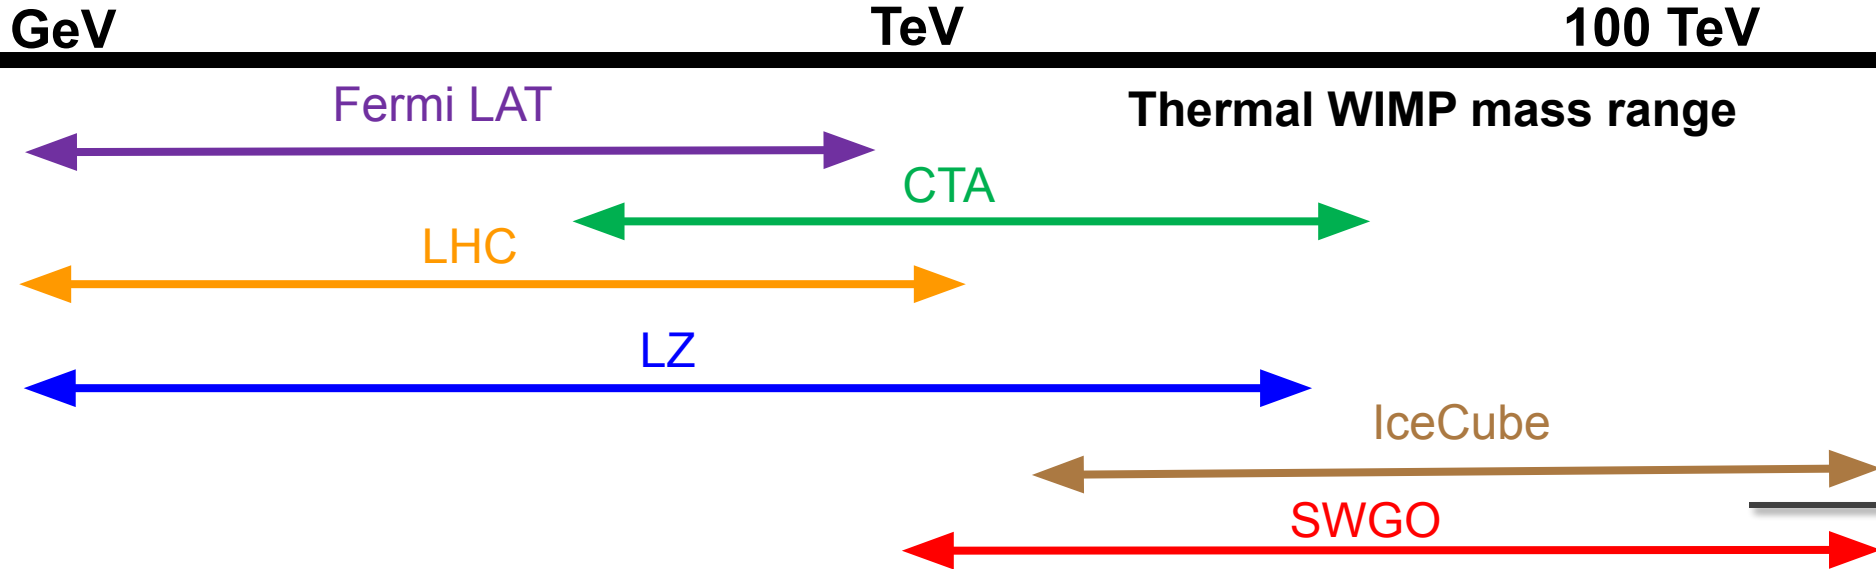 GeV TeV 100 TeV
Fermi LAT
Thermal WIMP mass range
CTA
LHC
LZ
IceCube
SWGO